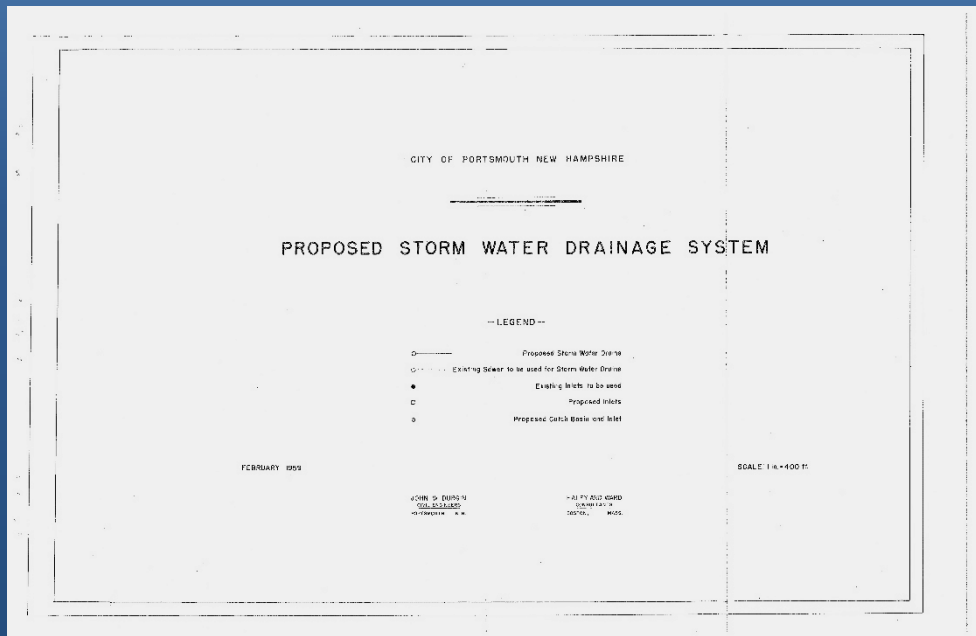 CITY OF PORTSMOUTH NEW HAMPSHIRE
PROPOSED STORM WATER DRAINAGE SYSTEM
--LEGEND--
Proposed Storm Water Drains
Existing Sewer to be used for Storm Water Drains
Existing Inlets to be used
Proposed Inlets
Proposed Catch Basin and Inlet
FEBRUARY 1959
SCALE: 1 in.=400 ft.
JOHN DURGIN
CIVIL ENGINEERS
PORTSMOUTH N.H.
HALEY AND WARD
CONSULTANTS
BOSTON, MASS.